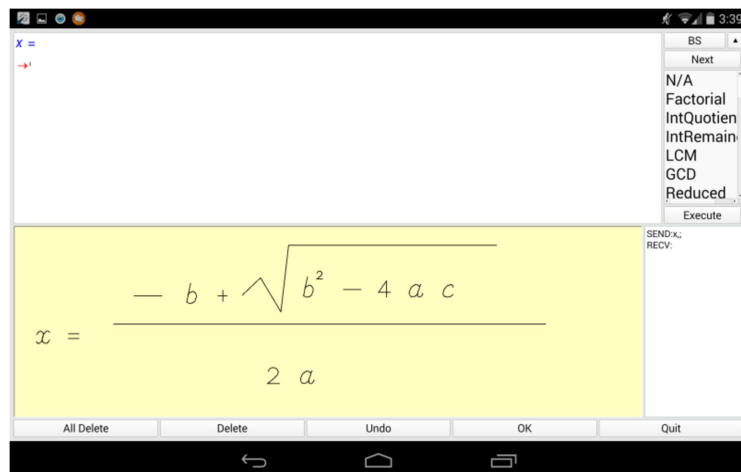 3:39
x =
→
BS
Next
N/A
Factorial
IntQuotien
IntRemain
LCM
GCD
Reduced
Execute
x = (— b + √(b² — 4 a c)) / (2 a)
SEND:x,;
RECV:
All Delete Delete Undo OK Quit